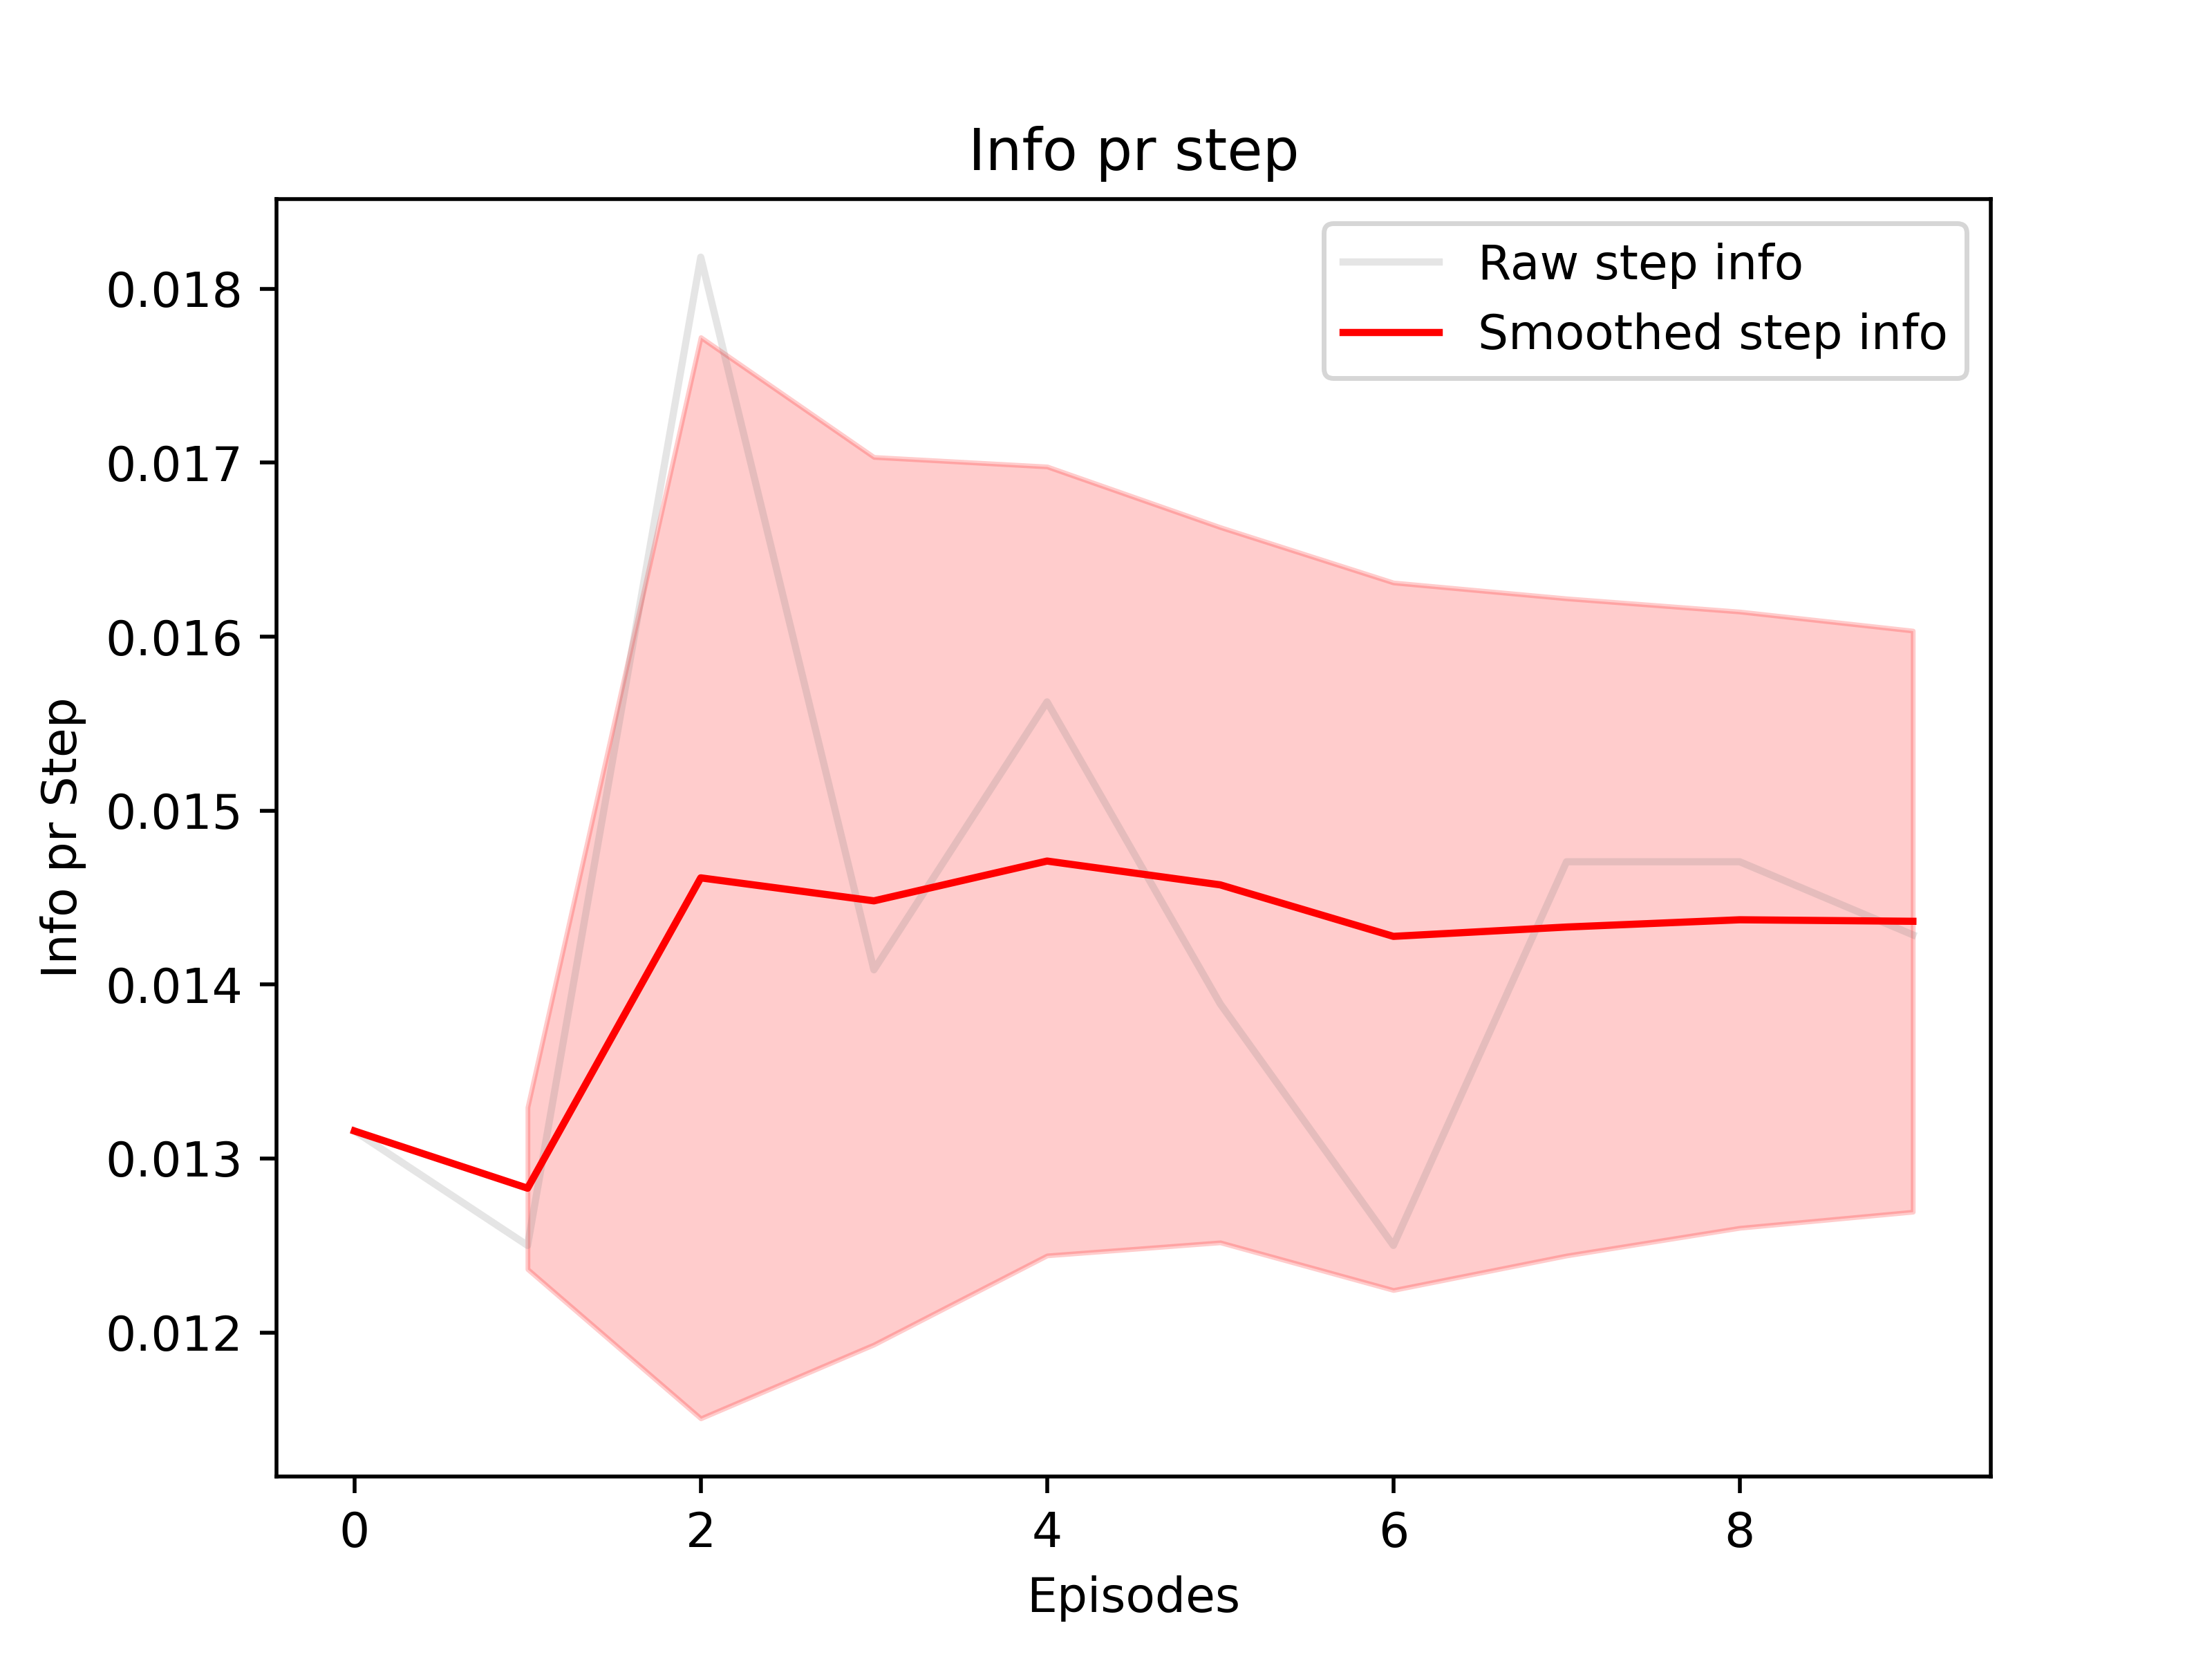 Info pr step
Raw step info
Smoothed step info
0.018
0.017
0.016
0.015
0.014
0.013
0.012
Info pr Step
0 2 4 6 8
Episodes